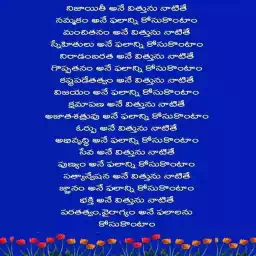 నిజాయితీ అనే విత్తును నాటితే
నమ్మకం అనే ఫలాన్ని కోసుకొంటాం
మంచితనం అనే విత్తును నాటితే
స్నేహితులు అనే ఫలాన్ని కోసుకొంటాం
నిరాడంబరత అనే విత్తును నాటితే
గొప్పతనం అనే ఫలాన్ని కోసుకొంటాం
కష్టపడేతత్వం అనే విత్తును నాటితే
విజయం అనే ఫలాన్ని కోసుకొంటాం
క్షమాపణ అనే విత్తును నాటితే
అజాతశత్రువు అనే ఫలాన్ని కోసుకొంటాం
ఓర్పు అనే విత్తును నాటితే
అభివృద్ధి అనే ఫలాన్ని కోసుకొంటాం
సేవ అనే విత్తును నాటితే
పుణ్యం అనే ఫలాన్ని కోసుకొంటాం
సత్యాన్వేషన అనే విత్తును నాటితే
జ్ఞానం అనే ఫలాన్ని కోసుకొంటాం
భక్తి అనే విత్తును నాటితే
పరతత్వం,వైరాగ్యం అనే ఫలాలను
కోసుకొంటాం